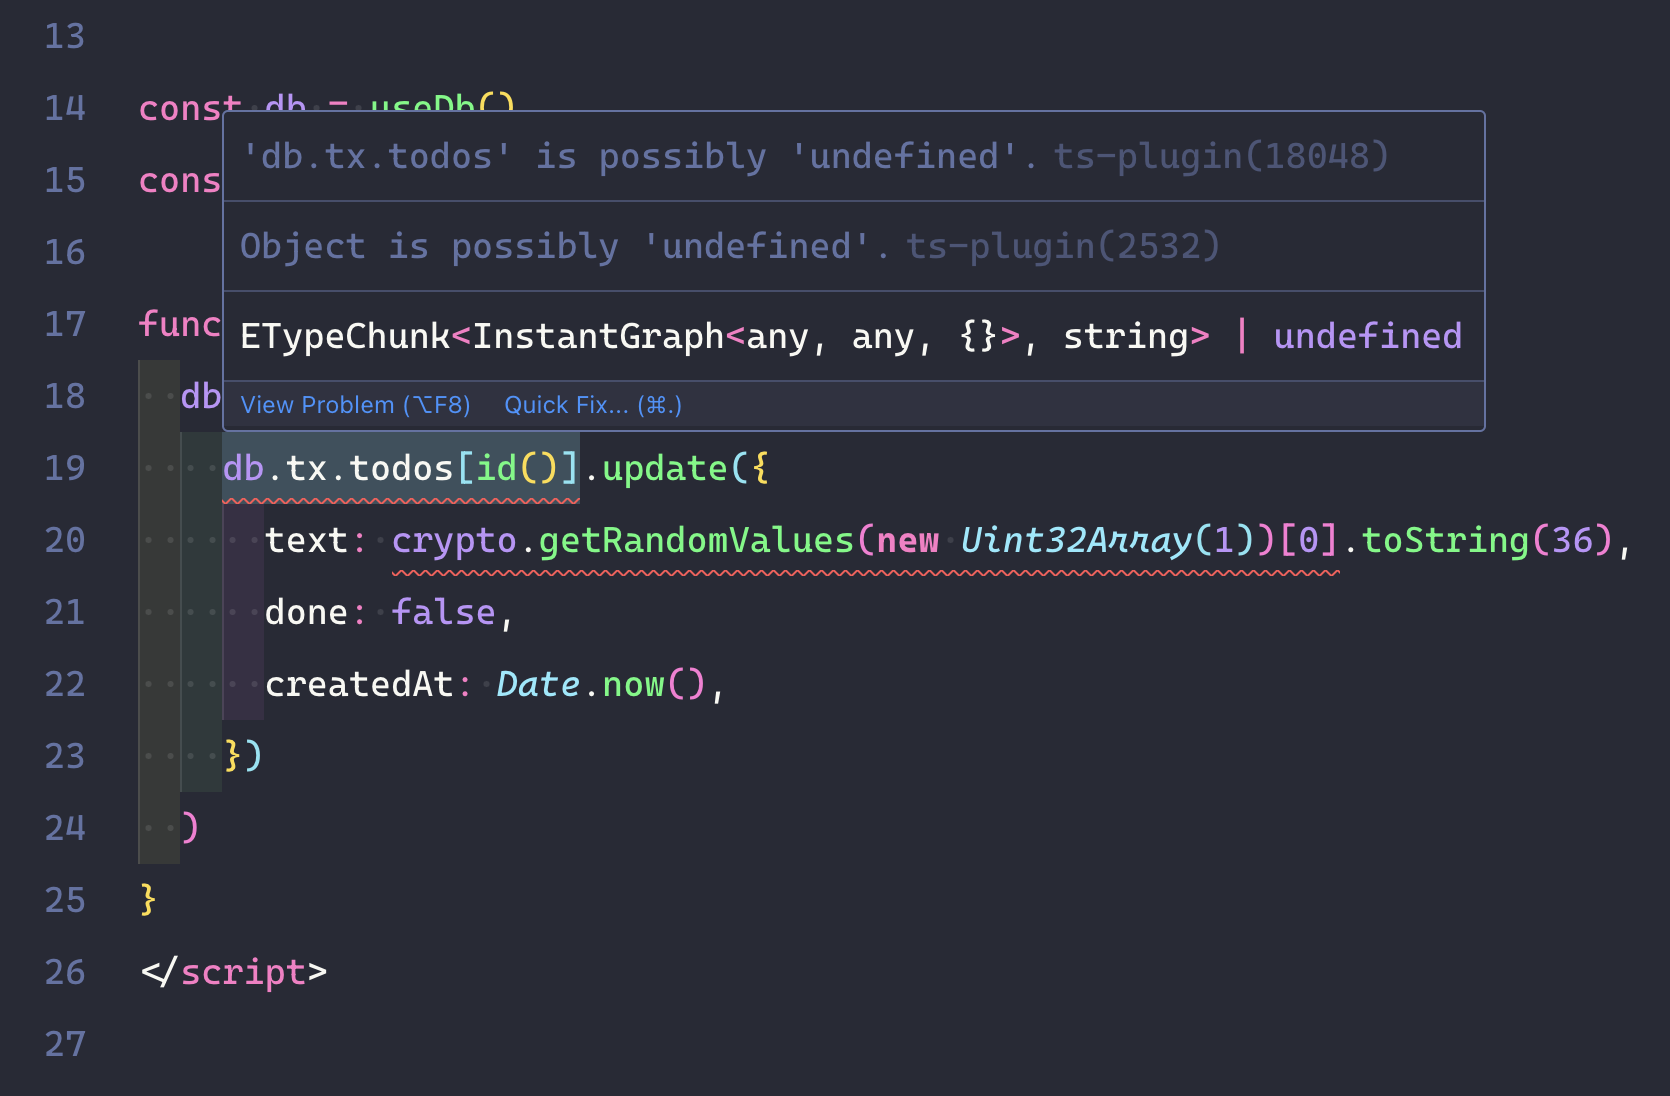 13
14 const db = useDb()
'db.tx.todos' is possibly 'undefined'. ts-plugin(18048)
15 cons
16 Object is possibly 'undefined'. ts-plugin(2532)
17 func
ETypeChunk<InstantGraph<any, any, {}>, string> | undefined
18 db
View Problem (⌥F8) Quick Fix... (⌘.)
19 db.tx.todos[id()].update({
20 text: crypto.getRandomValues(new Uint32Array(1))[0].toString(36),
21 done: false,
22 createdAt: Date.now(),
23 })
24 )
25 }
26 </script>
27